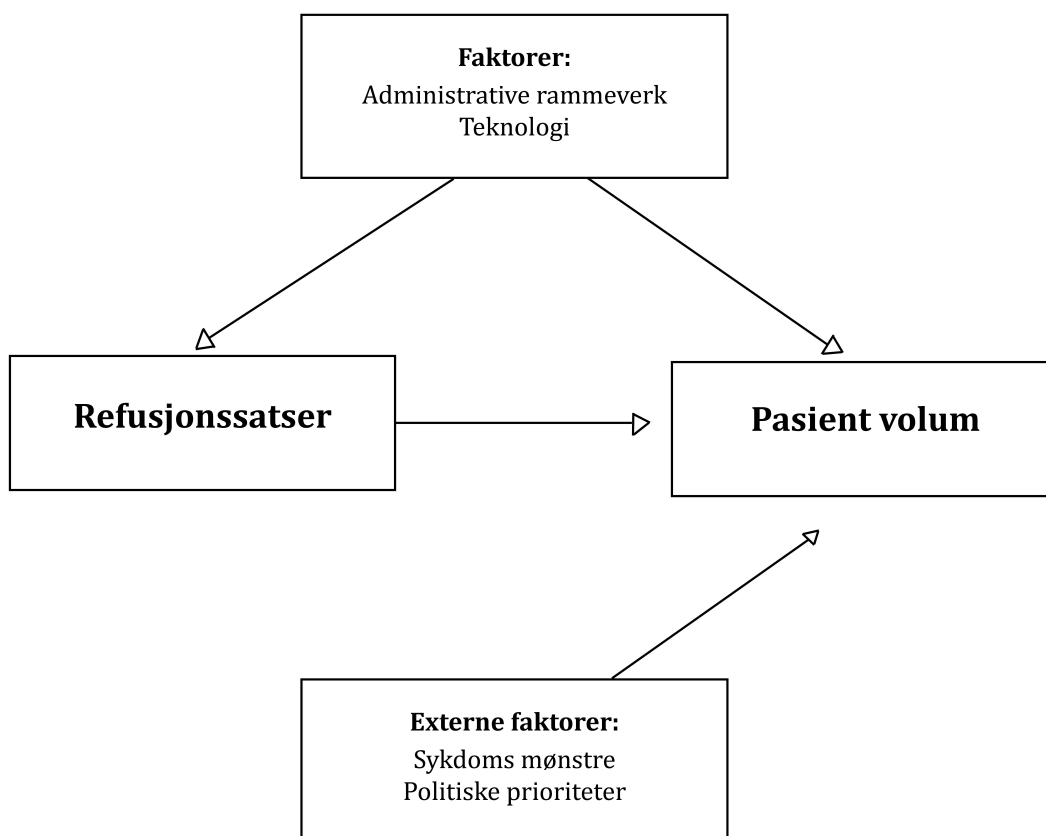 Faktorer:
Administrative rammeverk
Teknologi
Refusjonssatser
Pasient volum
Externe faktorer:
Sykdoms mønstre
Politiske prioriteter